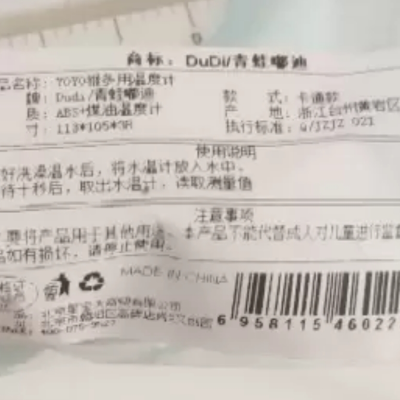 商标：DuDi/青蛙嘟迪
品名称：YOYO推多用温度计
牌：Dudi/青蛙嘟迪 款 式：卡通款
质：ABS+煤油温度计 产 地：浙江台州黄岩区
寸：113*105*3R 执行标准：Q/JZJZ 021
使用说明
好洗澡温水后，将水温计放入水中。
待十秒后，取出水温计，读取测量值
注意事项
要将产品用于其他用途 本产品不能代替成人对儿童进行监督
品如有损坏，请停止使用。
MADE IN CHINA
6 958115 46022